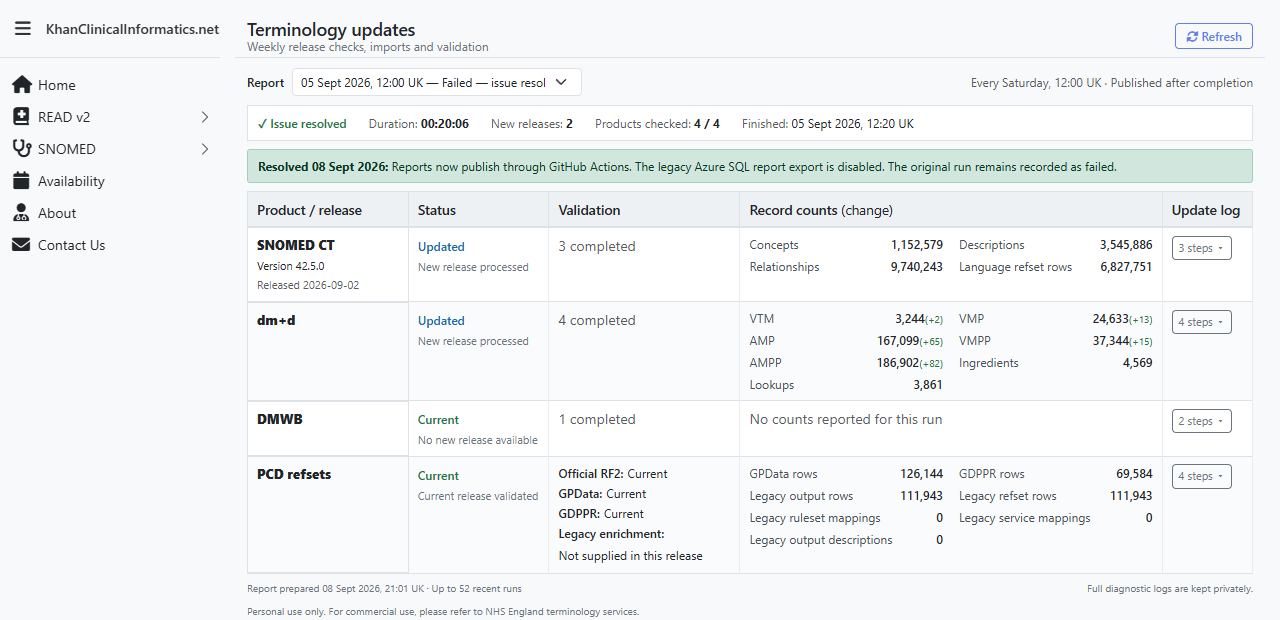 KhanClinicalInformatics.net
Home
READ v2
SNOMED
Availability
About
Contact Us
Terminology updates
Weekly release checks, imports and validation
Refresh
Report 05 Sept 2026, 12:00 UK — Failed — issue resol
Every Saturday, 12:00 UK · Published after completion
✓ Issue resolved Duration: 00:20:06 New releases: 2 Products checked: 4 / 4 Finished: 05 Sept 2026, 12:20 UK
Resolved 08 Sept 2026: Reports now publish through GitHub Actions. The legacy Azure SQL report export is disabled. The original run remains recorded as failed.
Product / release Status Validation Record counts (change) Update log
SNOMED CT
Version 42.5.0
Released 2026-09-02
Updated
New release processed
3 completed
Concepts 1,152,579 Descriptions 3,545,886
Relationships 9,740,243 Language refset rows 6,827,751
3 steps
dm+d
Updated
New release processed
4 completed
VTM 3,244(+2) VMP 24,633(+13)
AMP 167,099(+65) VMPP 37,344(+15)
AMPP 186,902(+82) Ingredients 4,569
Lookups 3,861
4 steps
DMWB
Current
No new release available
1 completed
No counts reported for this run
2 steps
PCD refsets
Current
Current release validated
Official RF2: Current
GPData: Current
GDPPR: Current
Legacy enrichment:
Not supplied in this release
GPData rows 126,144 GDPPR rows 69,584
Legacy output rows 111,943 Legacy refset rows 111,943
Legacy ruleset mappings 0 Legacy service mappings 0
Legacy output descriptions 0
4 steps
Report prepared 08 Sept 2026, 21:01 UK · Up to 52 recent runs
Full diagnostic logs are kept privately.
Personal use only. For commercial use, please refer to NHS England terminology services.